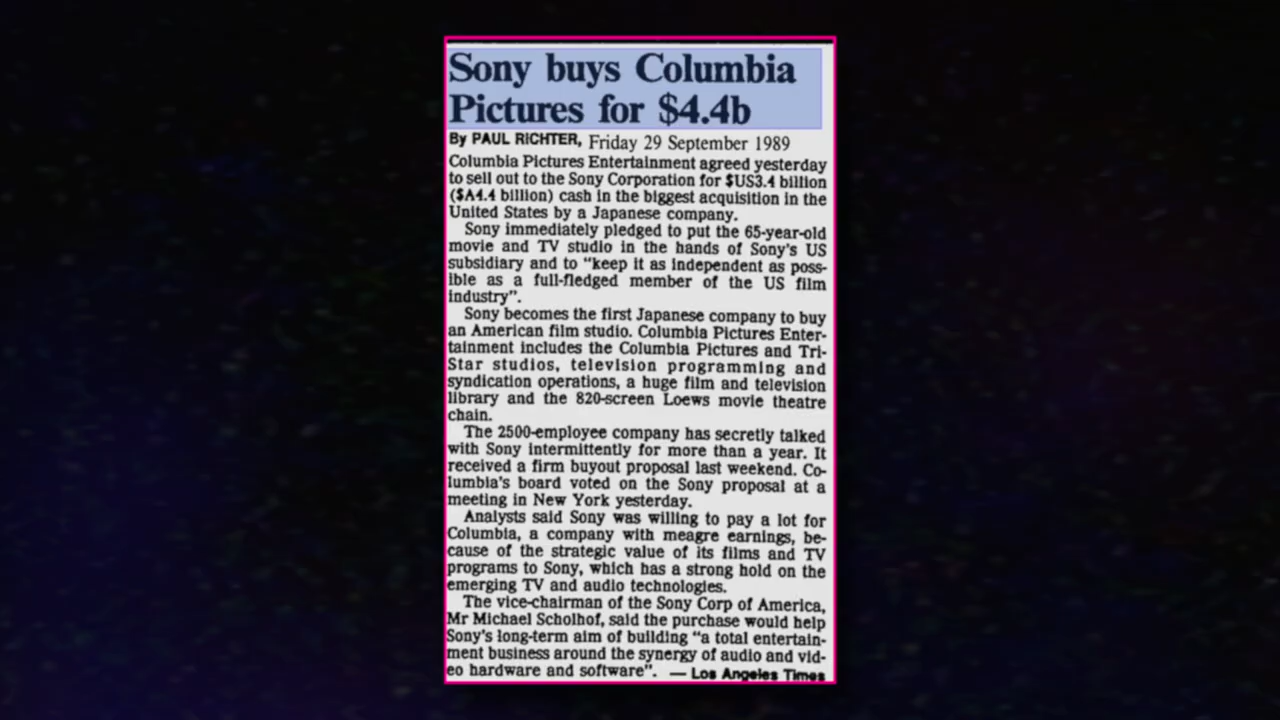 Sony buys Columbia
Pictures for $4.4b
By PAUL RICHTER, Friday 29 September 1989
Columbia Pictures Entertainment agreed yesterday
to sell out to the Sony Corporation for $US3.4 billion
($A4.4 billion) cash in the biggest acquisition in the
United States by a Japanese company.
Sony immediately pledged to put the 65-year-old
movie and TV studio in the hands of Sony's US
subsidiary and to "keep it as independent as poss-
ible as a full-fledged member of the US film
industry".
Sony becomes the first Japanese company to buy
an American film studio. Columbia Pictures Enter-
tainment includes the Columbia Pictures and Tri-
Star studios, television programming and
syndication operations, a huge film and television
library and the 820-screen Loews movie theatre
chain.
The 2500-employee company has secretly talked
with Sony intermittently for more than a year. It
received a firm buyout proposal last weekend. Co-
lumbia's board voted on the Sony proposal at a
meeting in New York yesterday.
Analysts said Sony was willing to pay a lot for
Columbia, a company with meagre earnings, be-
cause of the strategic value of its films and TV
programs to Sony, which has a strong hold on the
emerging TV and audio technologies.
The vice-chairman of the Sony Corp of America,
Mr Michael Scholhof, said the purchase would help
Sony's long-term aim of building "a total entertain-
ment business around the synergy of audio and vid-
eo hardware and software". — Los Angeles Times